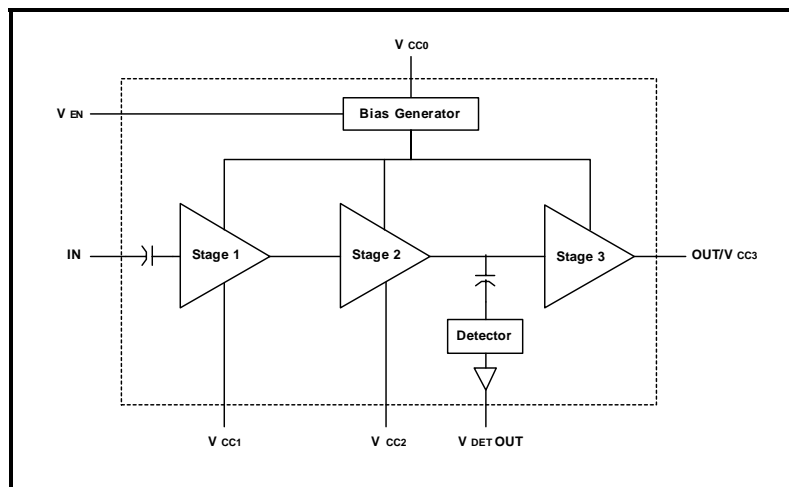 V CC0
V EN
Bias Generator
IN
Stage 1
Stage 2
Stage 3
OUT/V CC3
Detector
V CC1
V CC2
V DET OUT